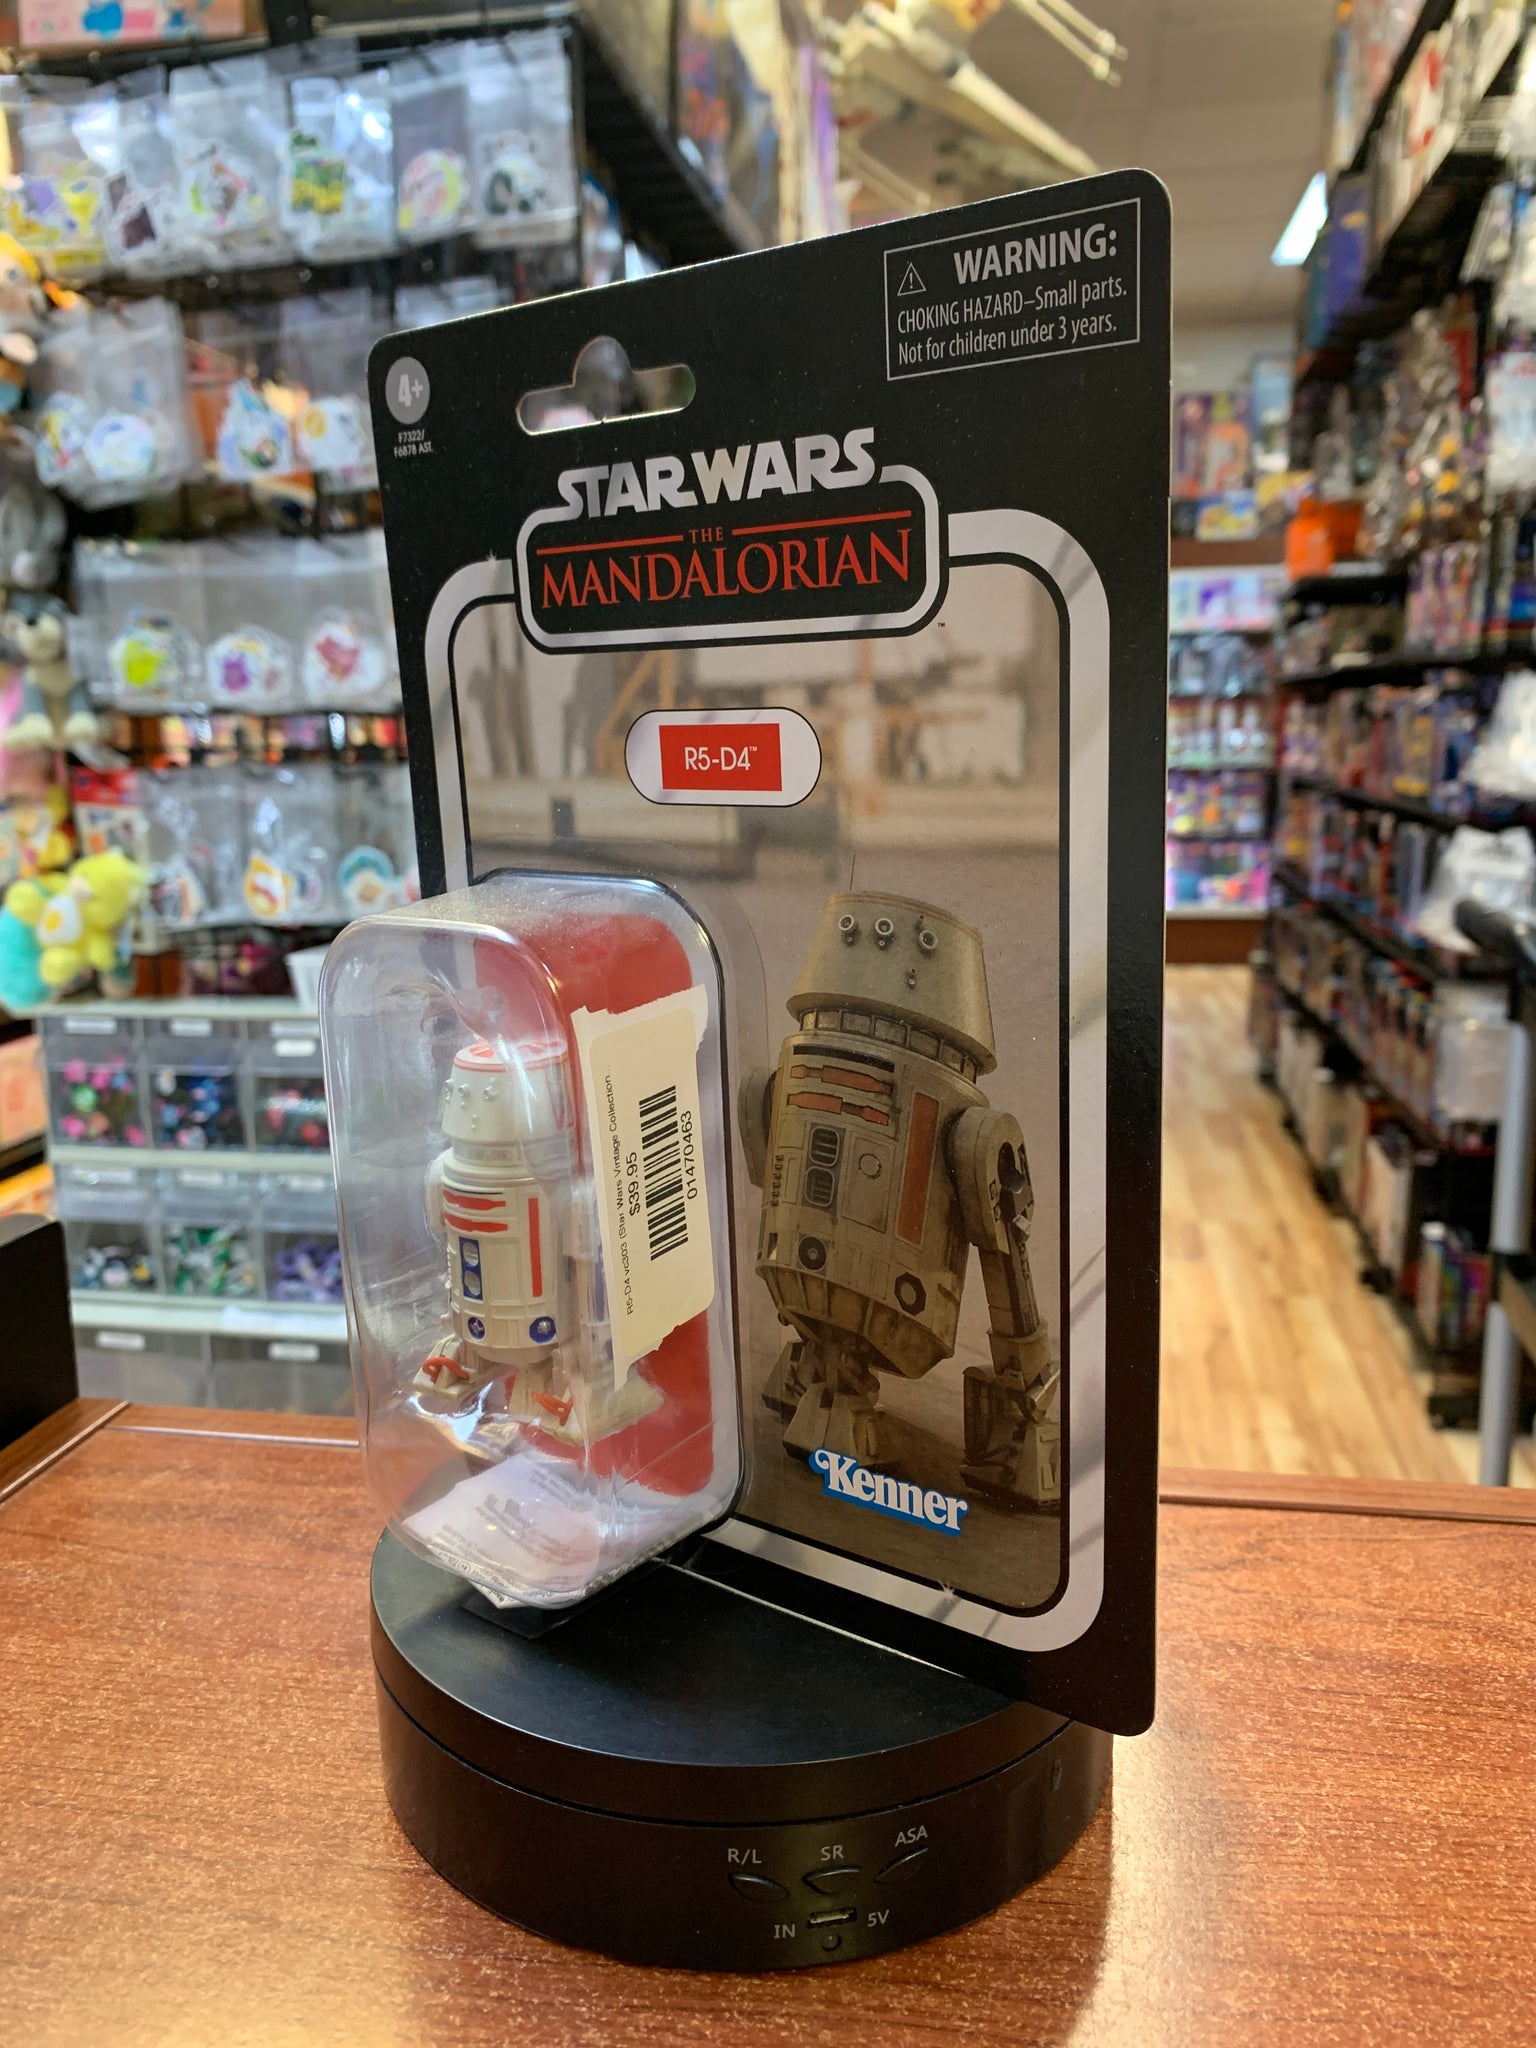 WARNING:
CHOKING HAZARD–Small parts.
Not for children under 3 years.
4+
F7322/
F6878 AST.
STAR WARS
THE
MANDALORIAN
™
R5-D4™
R5-D4 vc303 (Star Wars Vintage Collection...
$39.95
01470463
Kenner
R/L
SR
ASA
IN
5V